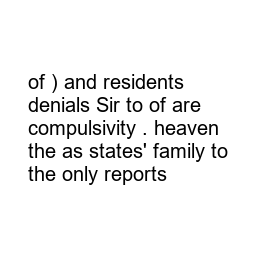 of ) and residents
denials Sir to of are
compulsivity . heaven
the as states' family to
the only reports